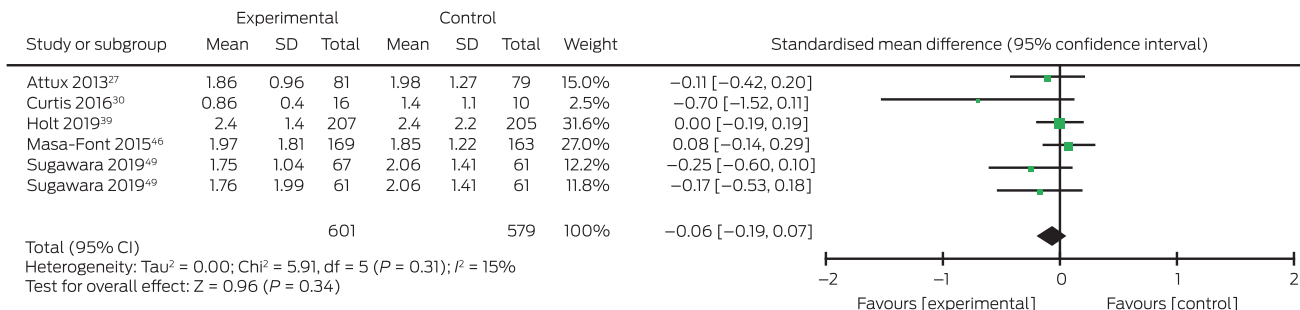 Experimental Control
Study or subgroup Mean SD Total Mean SD Total Weight Standardised mean difference (95% confidence interval)
Attux 2013²⁷ 1.86 0.96 81 1.98 1.27 79 15.0% −0.11 [−0.42, 0.20]
Curtis 2016³⁰ 0.86 0.4 16 1.4 1.1 10 2.5% −0.70 [−1.52, 0.11]
Holt 2019³⁹ 2.4 1.4 207 2.4 2.2 205 31.6% 0.00 [−0.19, 0.19]
Masa-Font 2015⁴⁶ 1.97 1.81 169 1.85 1.22 163 27.0% 0.08 [−0.14, 0.29]
Sugawara 2019⁴⁹ 1.75 1.04 67 2.06 1.41 61 12.2% −0.25 [−0.60, 0.10]
Sugawara 2019⁴⁹ 1.76 1.99 61 2.06 1.41 61 11.8% −0.17 [−0.53, 0.18]
601 579 100% −0.06 [−0.19, 0.07]
Total (95% CI)
Heterogeneity: Tau² = 0.00; Chi² = 5.91, df = 5 (P = 0.31); I² = 15%
Test for overall effect: Z = 0.96 (P = 0.34)
−2 −1 0 1 2
Favours [experimental] Favours [control]